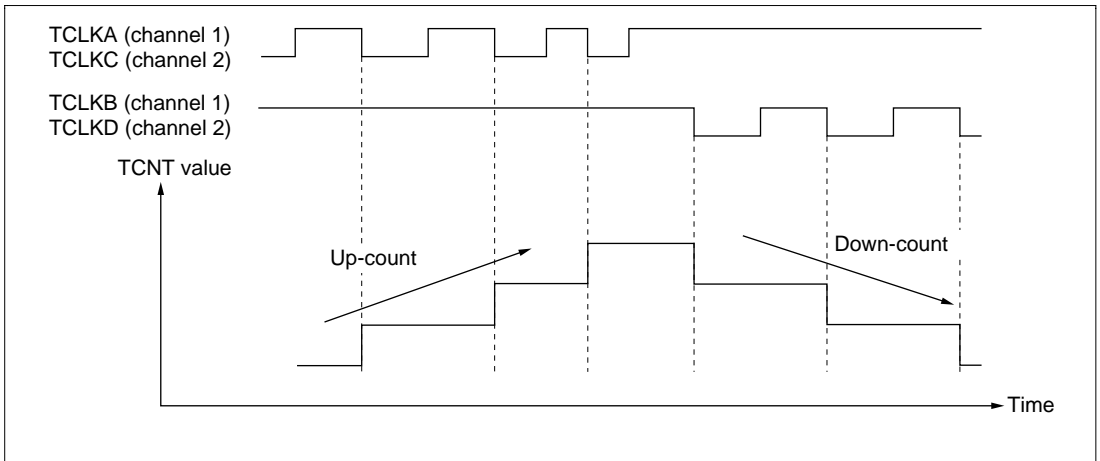 TCLKA (channel 1)
TCLKC (channel 2)
TCLKB (channel 1)
TCLKD (channel 2)
TCNT value
Up-count
Down-count
Time